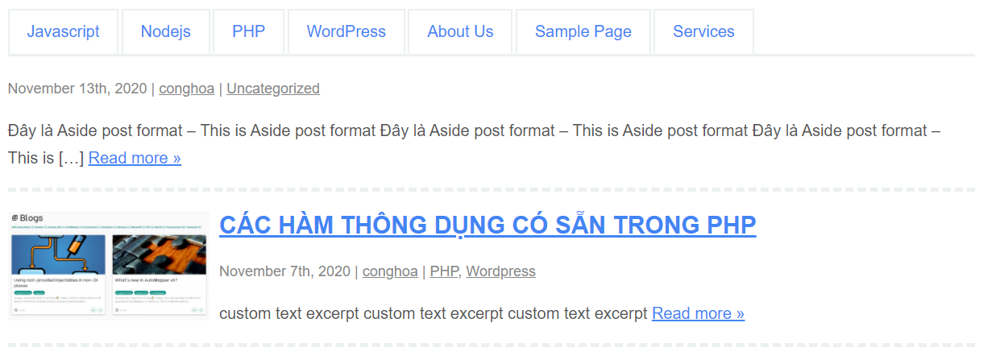 Javascript
Nodejs
PHP
WordPress
About Us
Sample Page
Services
November 13th, 2020 | conghoa | Uncategorized
Đây là Aside post format – This is Aside post format Đây là Aside post format – This is Aside post format Đây là Aside post format –
This is […] Read more »
Blogs
CÁC HÀM THÔNG DỤNG CÓ SẴN TRONG PHP
Using root-provided injectables in non-DI
places
What's new in AutoMapper v6?
November 7th, 2020 | conghoa | PHP, Wordpress
custom text excerpt custom text excerpt custom text excerpt Read more »